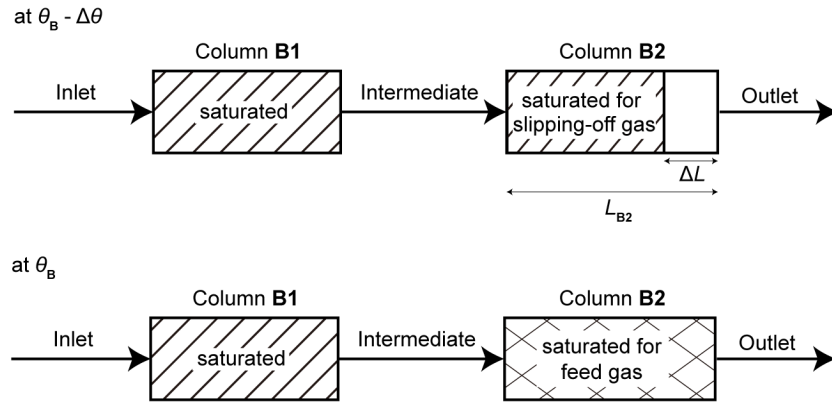 at θB - Δθ
Column B1
Column B2
Inlet
saturated
Intermediate
saturated for
slipping-off gas
Outlet
ΔL
LB2
at θB
Column B1
Column B2
Inlet
saturated
Intermediate
saturated for
feed gas
Outlet